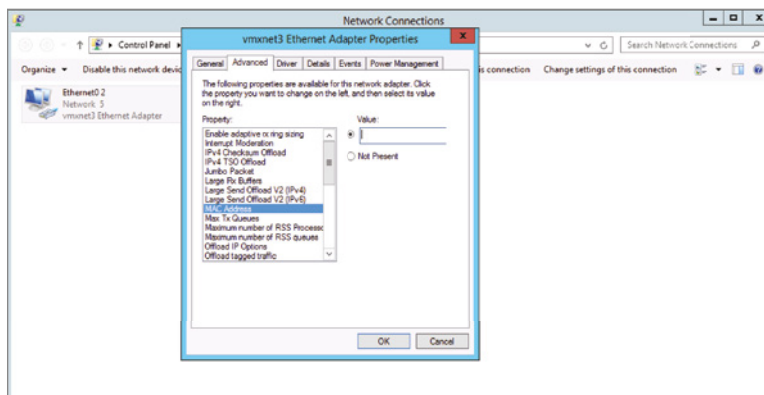 Network Connections
Control Panel
Search Network Connections
Organize
Disable this network devic
is connection
Change settings of this connection
Ethernet0 2
Network 3
vmxnet3 Ethernet Adapter
vmxnet3 Ethernet Adapter Properties
General Advanced Driver Details Events Power Management
The following properties are available for this network adapter. Click
the property you want to change on the left, and then select its value
on the right.
Property:
Value:
Enable adaptive rx ring sizing
Interrupt Moderation
IPv4 Checksum Offload
IPv4 TSO Offload
Jumbo Packet
Large Rx Buffers
Large Send Offload V2 (IPv4)
Large Send Offload V2 (IPv6)
MAC Address
Max Tx Queues
Maximum number of RSS Processo
Maximum number of RSS queues
Offload IP Options
Offload tagged traffic
Not Present
OK
Cancel